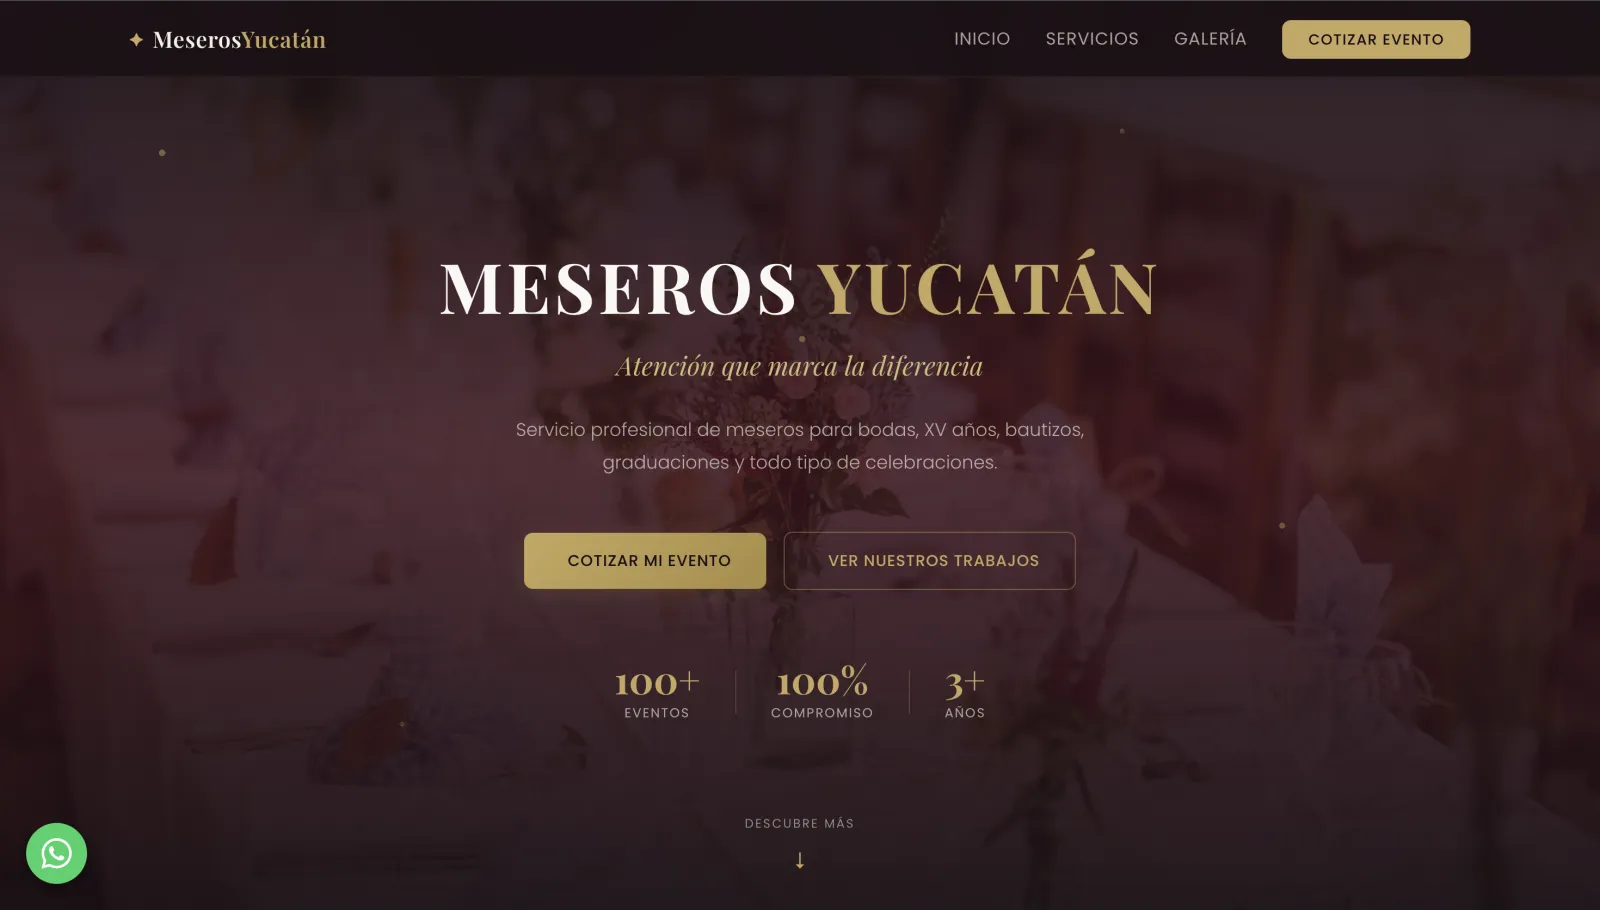 MeserosYucatán
INICIO
SERVICIOS
GALERÍA
COTIZAR EVENTO
MESEROS YUCATÁN
Atención que marca la diferencia
Servicio profesional de meseros para bodas, XV años, bautizos,
graduaciones y todo tipo de celebraciones.
COTIZAR MI EVENTO
VER NUESTROS TRABAJOS
100+
EVENTOS
100%
COMPROMISO
3+
AÑOS
DESCUBRE MÁS